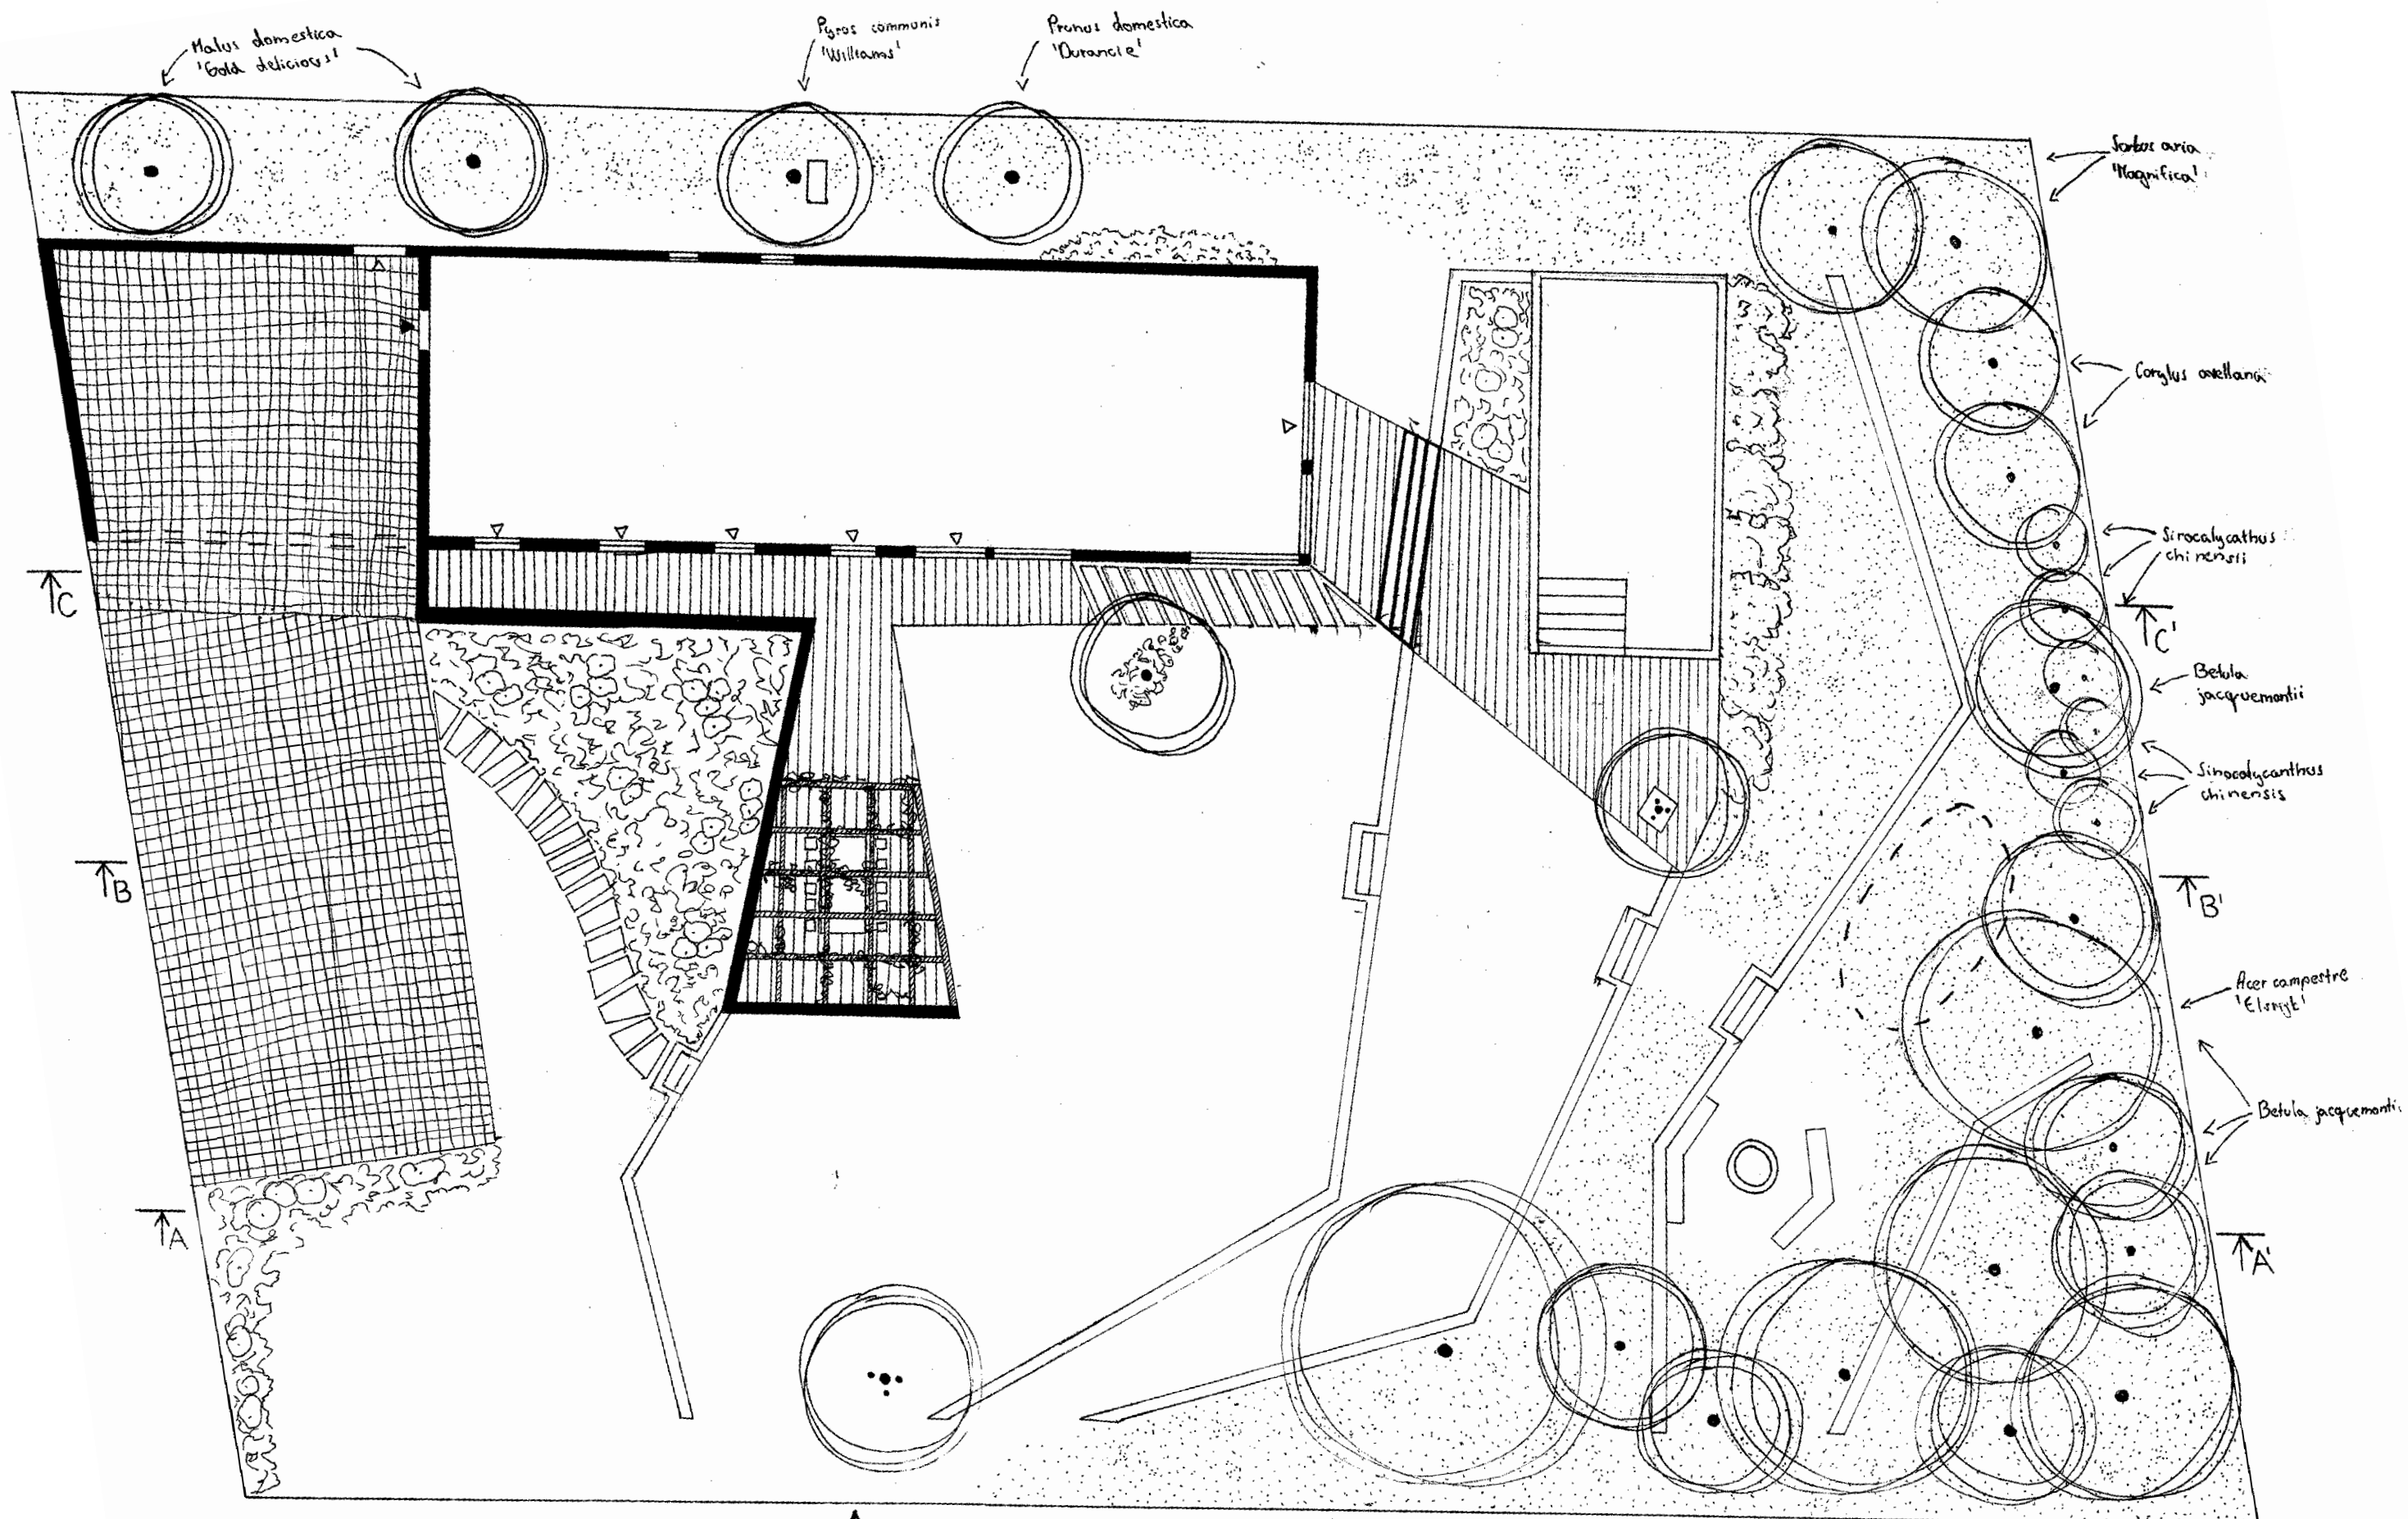 Malus domestica
'Gold delicious'
Pyros communis
'Williams'
Prunus domestica
'Durancie'
Sorbus aria
'Magnifica'
Corylus avellana
Sinocalycathus
chinensii
C
C'
Betula
jacquemontii
Sinocalycanthus
chinensis
B
B'
Acer campestre
'Elsrijk'
Betula jacquemontii
A
A'